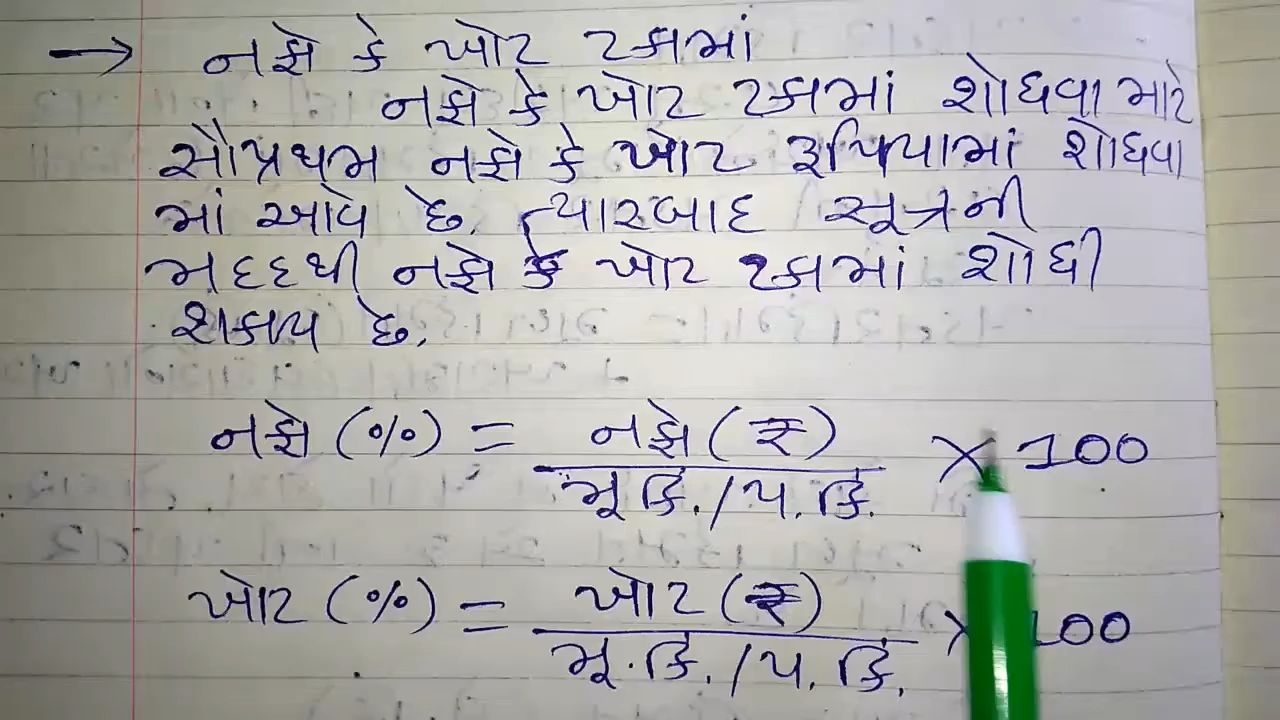 → નફો કે ખોટ ટકામાં
નફો કે ખોટ ટકામાં શોધવા માટે
સૌપ્રથમ નફો કે ખોટ રૂપિયામાં શોધવા
માં આવે છે. ત્યારબાદ સૂત્રની
મદદથી નફો કે ખોટ ટકામાં શોધી
શકાય છે.
નફો (%) = નફો (₹) / મૂ કિં. / પ. કિં. × 100
ખોટ (%) = ખોટ (₹) / મૂ. કિં. / પ. કિં. × 100